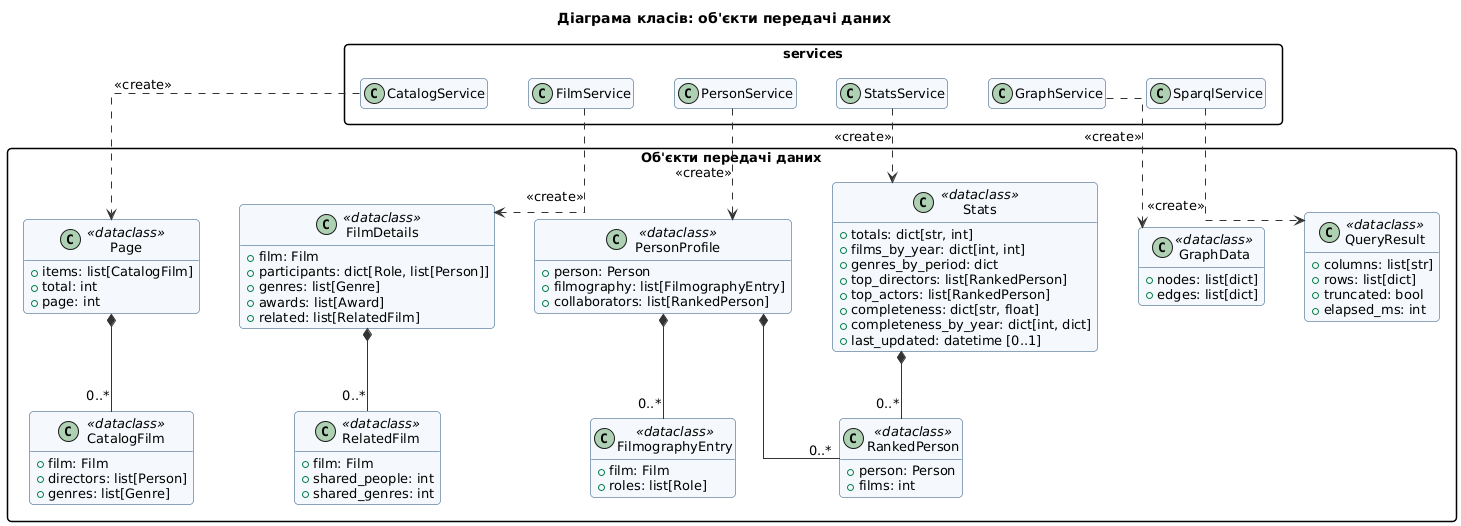 Діаграма класів: об'єкти передачі даних
services
C CatalogService
C FilmService
C PersonService
C StatsService
C GraphService
C SparqlService
«create»
«create»
«create»
«create»
«create»
«create»
Об'єкти передачі даних
C «dataclass»
Page
items: list[CatalogFilm]
total: int
page: int
C «dataclass»
FilmDetails
film: Film
participants: dict[Role, list[Person]]
genres: list[Genre]
awards: list[Award]
related: list[RelatedFilm]
C «dataclass»
PersonProfile
person: Person
filmography: list[FilmographyEntry]
collaborators: list[RankedPerson]
C «dataclass»
Stats
totals: dict[str, int]
films_by_year: dict[int, int]
genres_by_period: dict
top_directors: list[RankedPerson]
top_actors: list[RankedPerson]
completeness: dict[str, float]
completeness_by_year: dict[int, dict]
last_updated: datetime [0..1]
C «dataclass»
GraphData
nodes: list[dict]
edges: list[dict]
C «dataclass»
QueryResult
columns: list[str]
rows: list[dict]
truncated: bool
elapsed_ms: int
0..*
0..*
0..*
0..*
0..*
C «dataclass»
CatalogFilm
film: Film
directors: list[Person]
genres: list[Genre]
C «dataclass»
RelatedFilm
film: Film
shared_people: int
shared_genres: int
C «dataclass»
FilmographyEntry
film: Film
roles: list[Role]
C «dataclass»
RankedPerson
person: Person
films: int